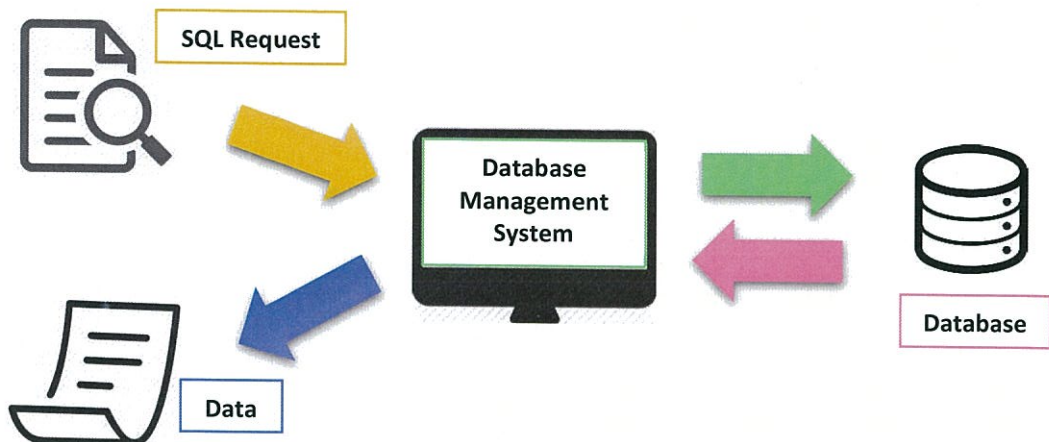 SQL Request
Database
Management
System
Database
Data